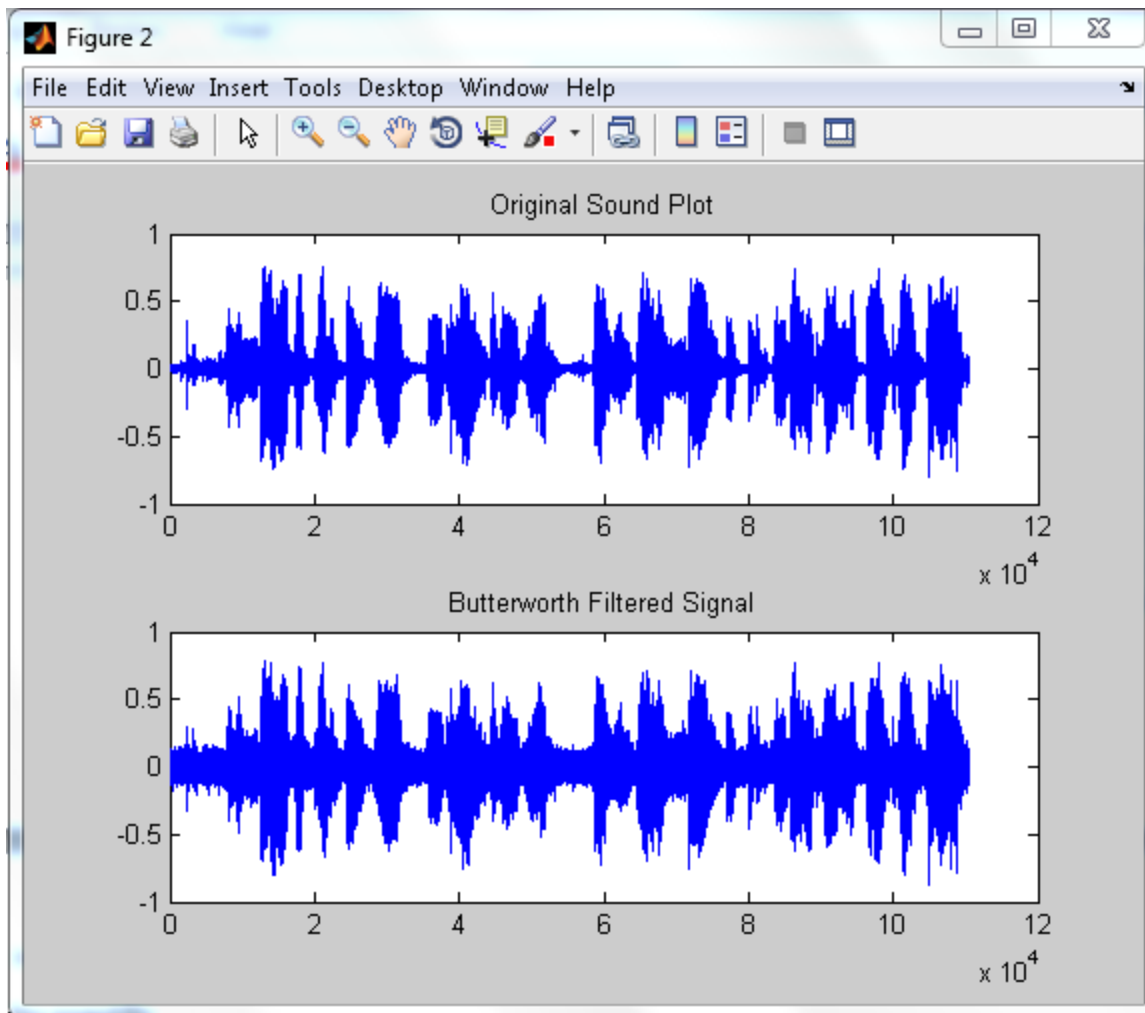 Figure 2
File Edit View Insert Tools Desktop Window Help
Original Sound Plot
1
0.5
0
-0.5
-1
0 2 4 6 8 10 12
x 10^4
Butterworth Filtered Signal
1
0.5
0
-0.5
-1
0 2 4 6 8 10 12
x 10^4